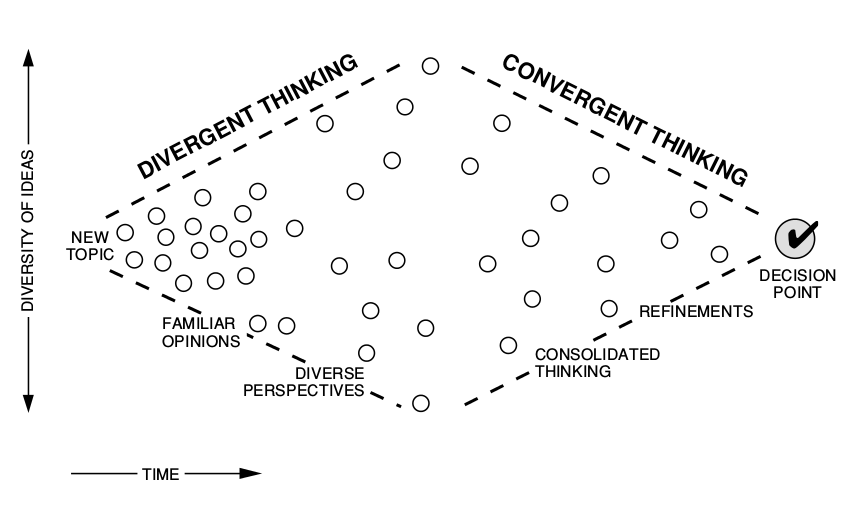 DIVERGENT THINKING
CONVERGENT THINKING
DIVERSITY OF IDEAS
NEW
TOPIC
DECISION
POINT
FAMILIAR
OPINIONS
REFINEMENTS
DIVERSE
PERSPECTIVES
CONSOLIDATED
THINKING
TIME